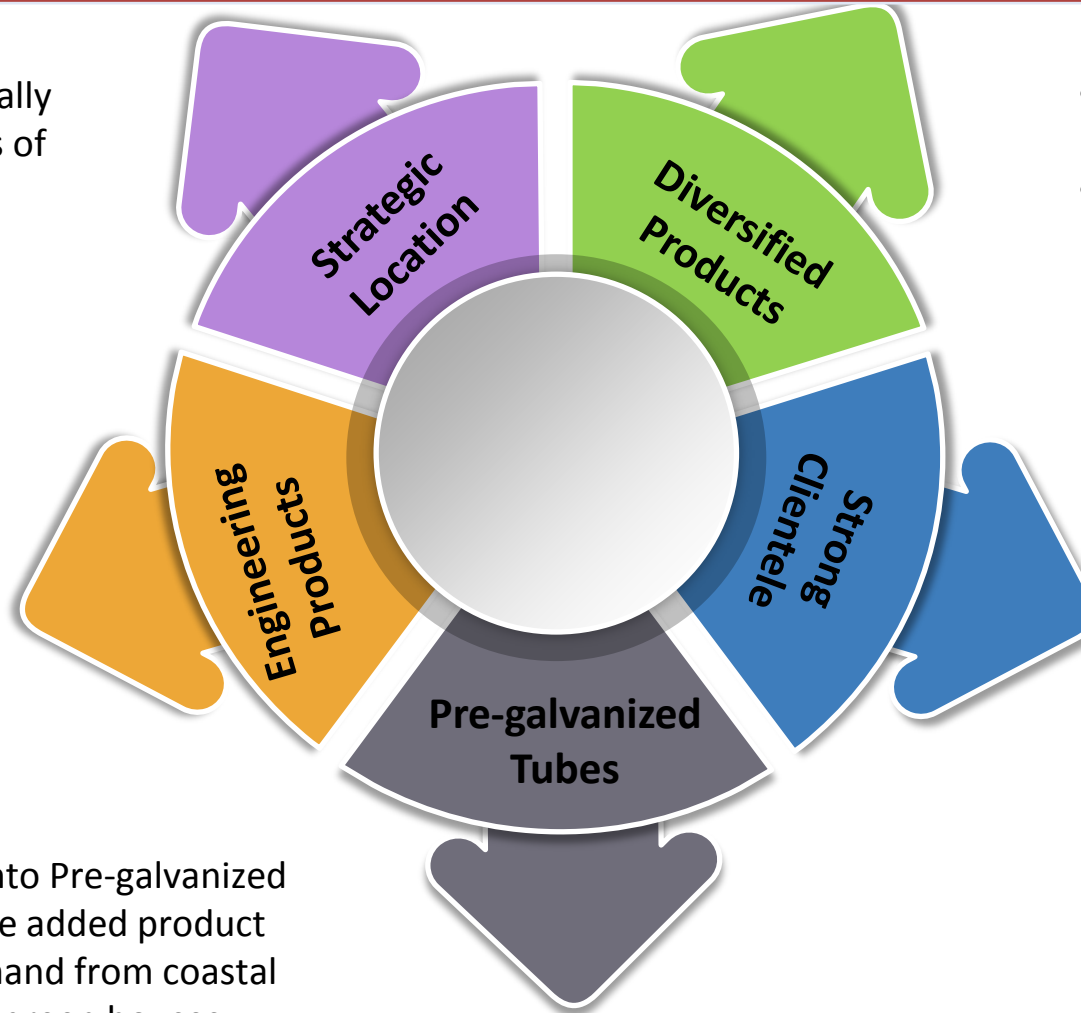 ally
s of
Strategic
Location
Diversified
Products
Engineering
Products
Strong
Clientele
Pre-galvanized
Tubes
nto Pre-galvanized
e added product
and from coastal